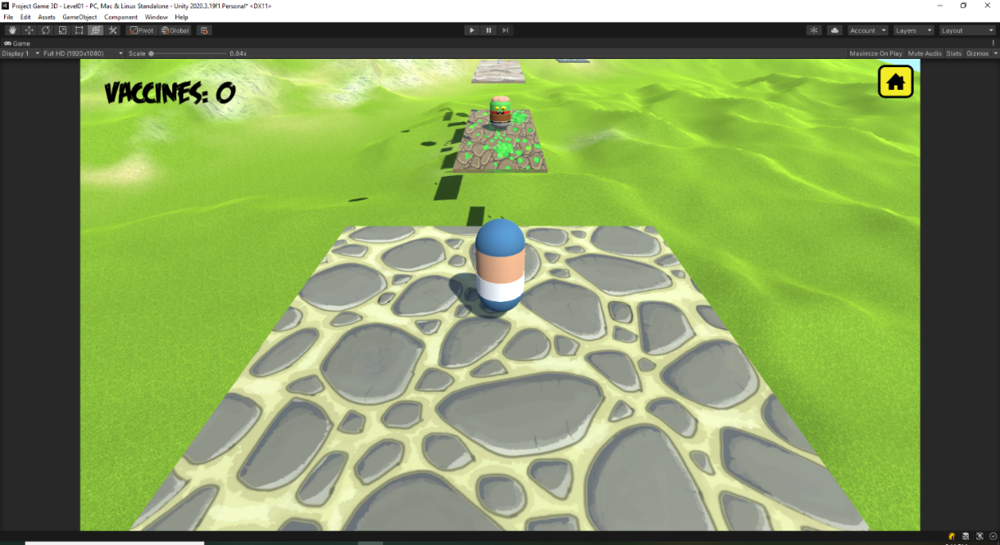 Project Game 3D - Level01 - PC, Mac & Linux Standalone - Unity 2020.3.19f1 Personal* <DX11>
File Edit Assets GameObject Component Window Help
Pivot Global Account Layers Layout
Game
Display 1 Full HD (1920x1080) Scale 0.84x Maximize On Play Mute Audio Stats Gizmos
VACCINES: 0